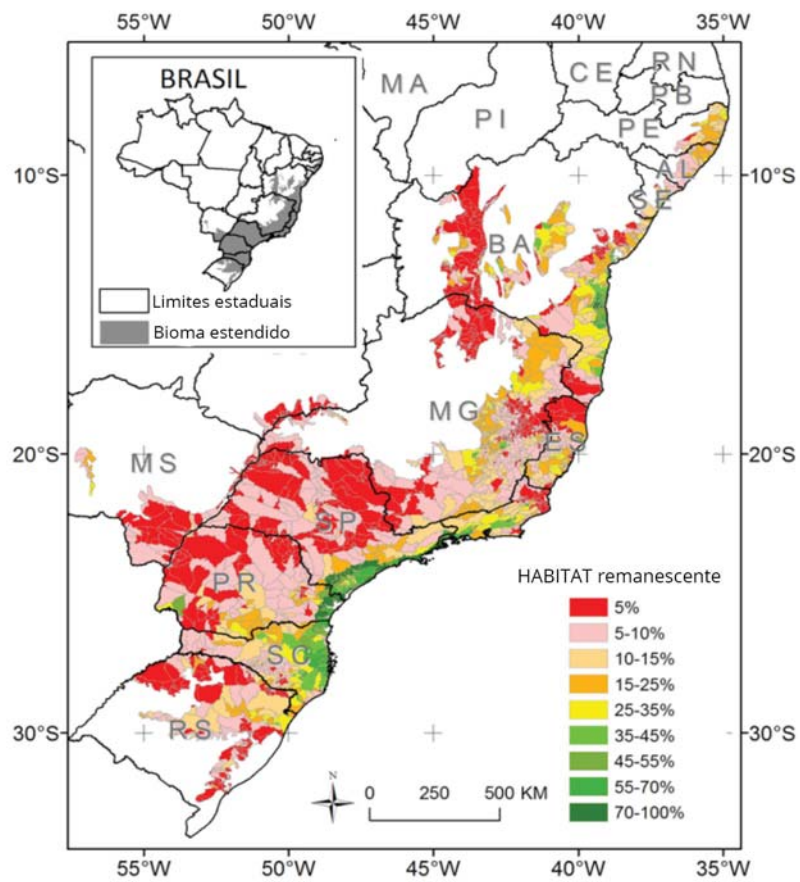 55°W 50°W 45°W 40°W 35°W
BRASIL
Limites estaduais
Bioma estendido
MA
CE
RN
PB
PI
PE
AL
SE
BA
10°S 10°S
MG
ES
20°S 20°S
MS
SP
PR
SC
RS
30°S 30°S
HABITAT remanescente
5%
5-10%
10-15%
15-25%
25-35%
35-45%
45-55%
55-70%
70-100%
N
0 250 500 KM
55°W 50°W 45°W 40°W 35°W